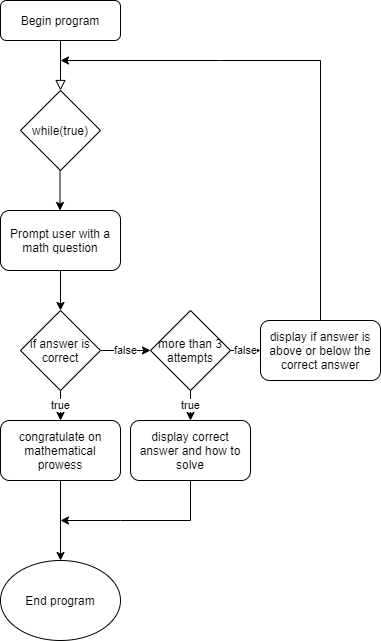 Begin program
while(true)
Prompt user with a
math question
if answer is
correct
false
more than 3
attempts
false
display if answer is
above or below the
correct answer
true
true
congratulate on
mathematical
prowess
display correct
answer and how to
solve
End program